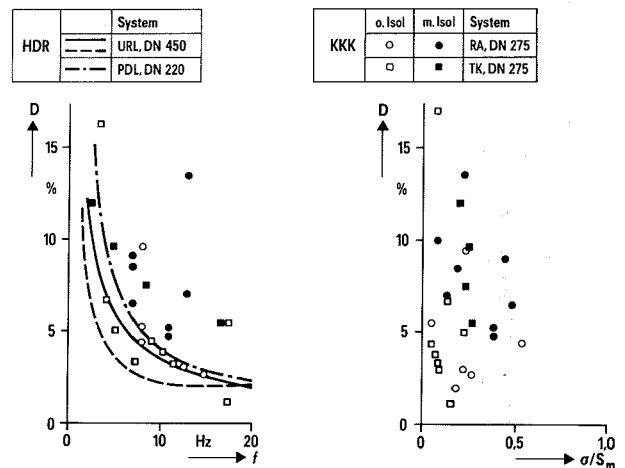 HDR
System
URL, DN 450
PDL, DN 220
KKK
o. Isol m. Isol System
RA, DN 275
TK, DN 275
D
15
%
10
5
0
0 Hz 10 20
f
D
15
%
10
5
0
0 0,5 1,0
σ/Sm